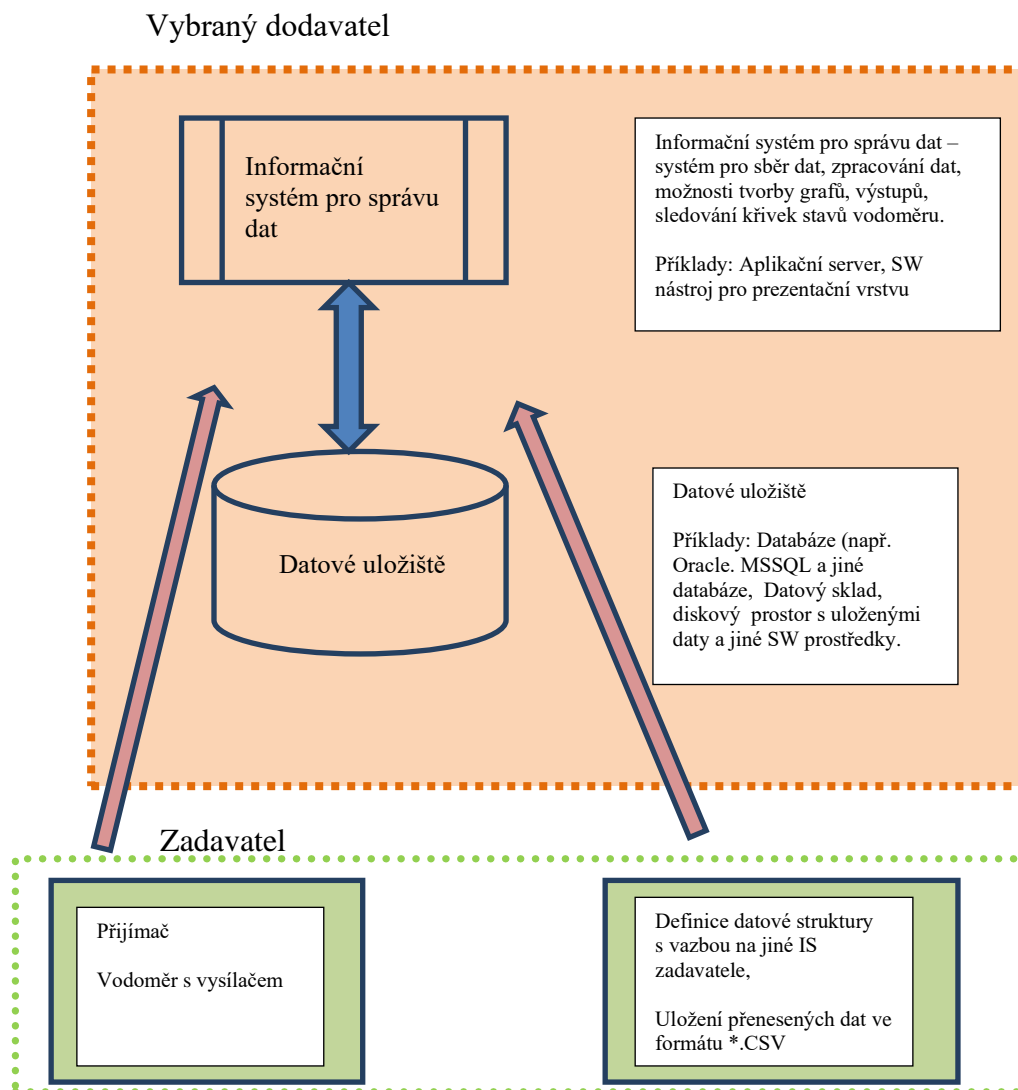 Vybraný dodavatel
Informační
systém pro správu
dat
Informační systém pro správu dat –
systém pro sběr dat, zpracování dat,
možnosti tvorby grafů, výstupů,
sledování křivek stavů vodoměru.
Příklady: Aplikační server, SW
nástroj pro prezentační vrstvu
Datové uložiště
Datové uložiště
Příklady: Databáze (např.
Oracle. MSSQL a jiné
databáze,  Datový sklad,
diskový  prostor s uloženými
daty a jiné SW prostředky.
Zadavatel
Přijímač
Vodoměr s vysílačem
Definice datové struktury
s vazbou na jiné IS
zadavatele,
Uložení přenesených dat ve
formátu *.CSV